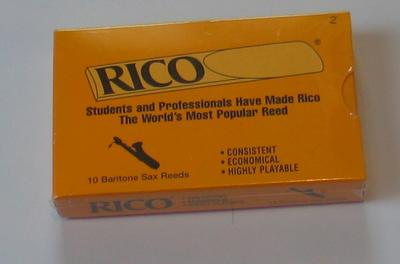 2
RICO®
Students and Professionals Have Made Rico
The World's Most Popular Reed
• CONSISTENT
• ECONOMICAL
• HIGHLY PLAYABLE
10 Baritone Sax Reeds
RICO